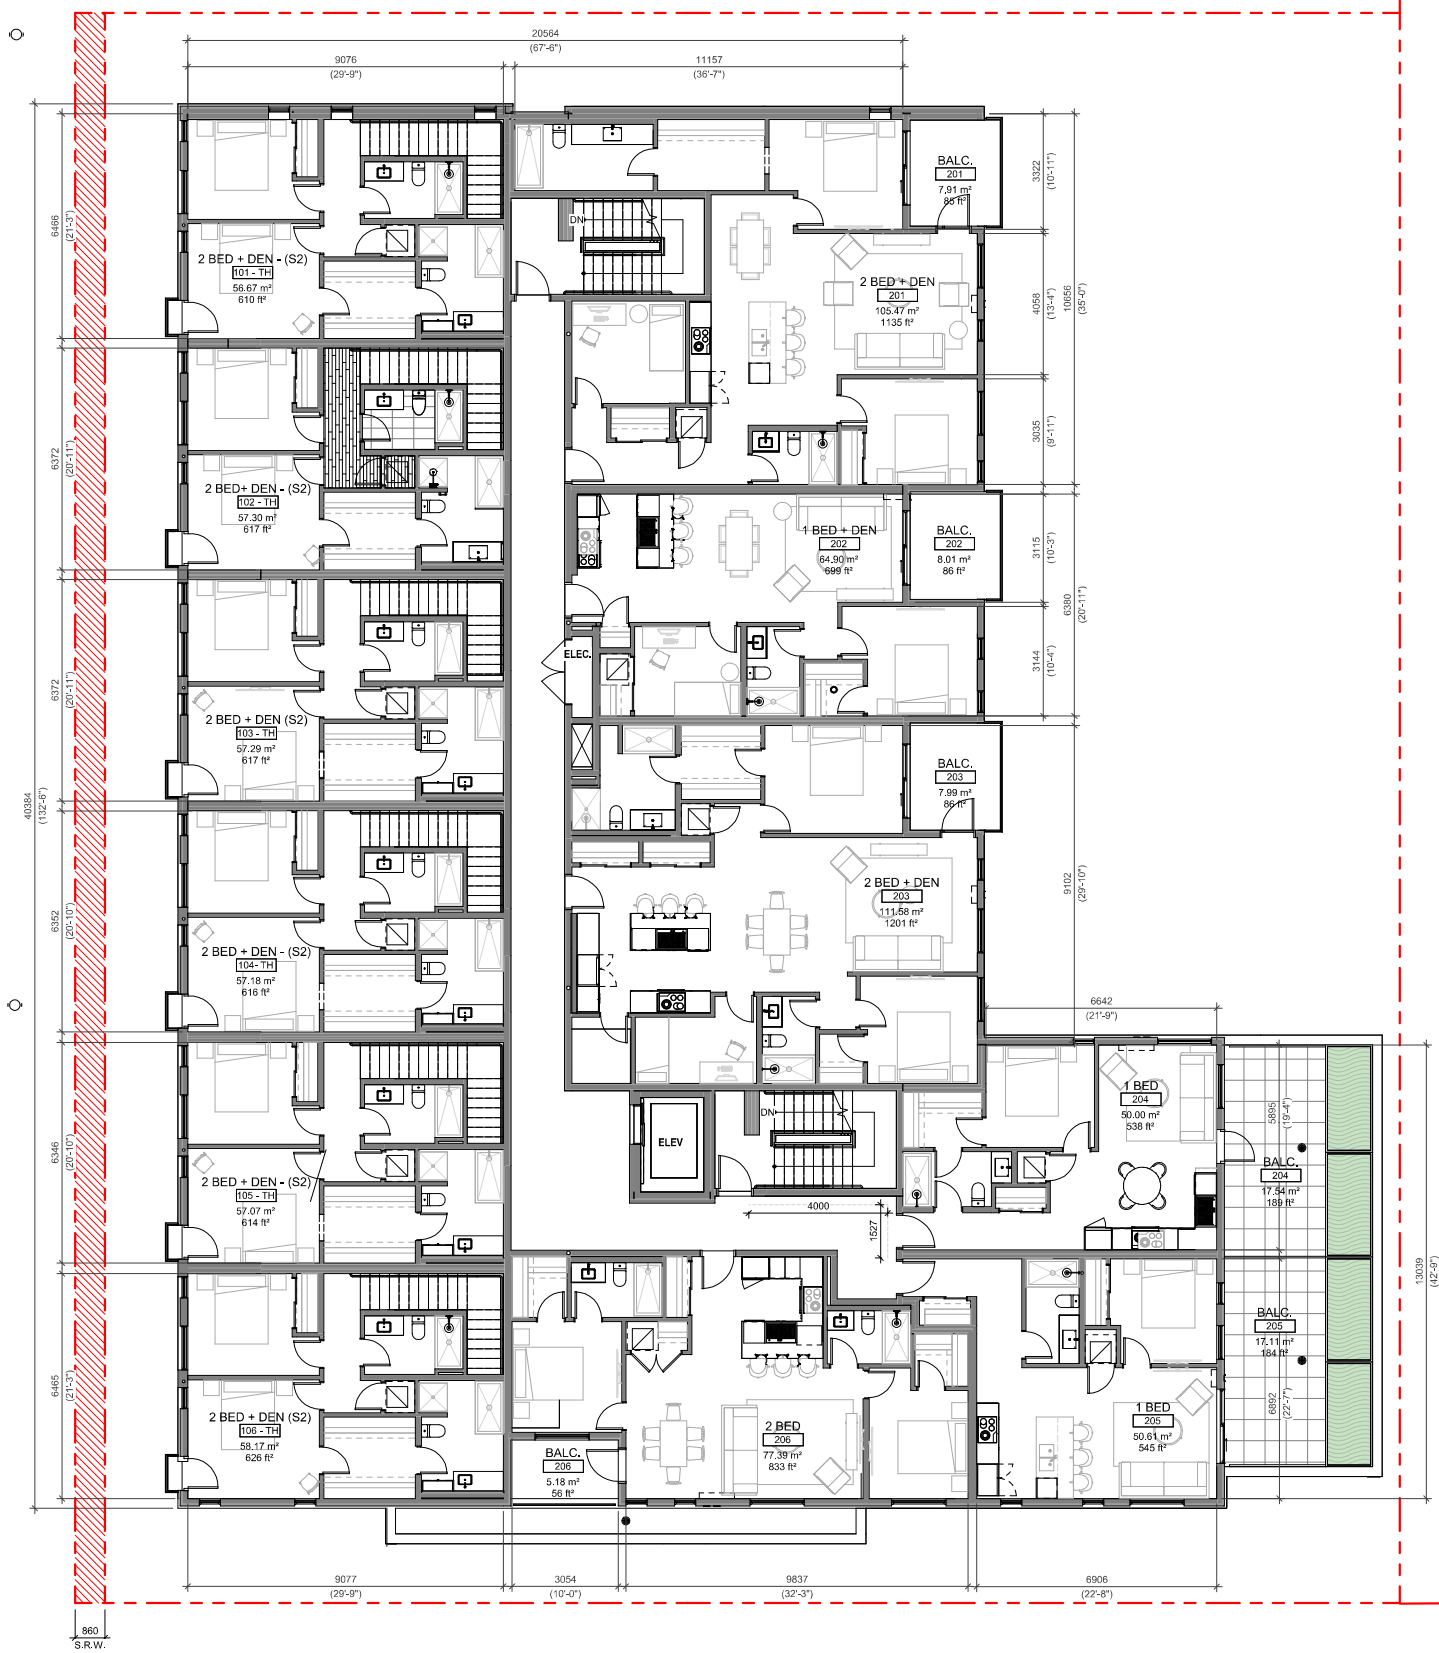 20564
(67'-6")
9076
(29'-9")
11157
(36'-7")
BALC.
201
7.91 m²
85 ft²
3322
(10'-11")
DN
6466
(21'-3")
2 BED + DEN - (S2)
101 - TH
56.67 m²
610 ft²
2 BED + DEN
201
105.47 m²
1135 ft²
4058
(13'-4")
10656
(35'-0")
3035
(9'-11")
6372
(20'-11")
2 BED+ DEN - (S2)
102 - TH
57.30 m²
617 ft²
1 BED + DEN
202
64.90 m²
699 ft²
BALC.
202
8.01 m²
86 ft²
3115
(10'-3")
6380
(20'-11")
ELEC.
3144
(10'-4")
6372
(20'-11")
2 BED + DEN (S2)
103 - TH
57.29 m²
617 ft²
BALC.
203
7.99 m²
86 ft²
40384
(132'-6")
2 BED + DEN
203
111.58 m²
1201 ft²
9102
(29'-10")
6352
(20'-10")
2 BED + DEN - (S2)
104- TH
57.18 m²
616 ft²
6642
(21'-9")
ELEV
DN
1 BED
204
50.00 m²
538 ft²
5895
(19'-4")
BALC.
204
17.54 m²
189 ft²
6346
(20'-10")
2 BED + DEN - (S2)
105 - TH
57.07 m²
614 ft²
4000
1527
13039
(42'-9")
BALC.
205
17.11 m²
184 ft²
6465
(21'-3")
2 BED + DEN (S2)
106 - TH
58.17 m²
626 ft²
BALC.
206
5.18 m²
56 ft²
2 BED
206
77.39 m²
833 ft²
1 BED
205
50.61 m²
545 ft²
6892
(22'-7")
9077
(29'-9")
3054
(10'-0")
9837
(32'-3")
6906
(22'-8")
860
S.R.W.